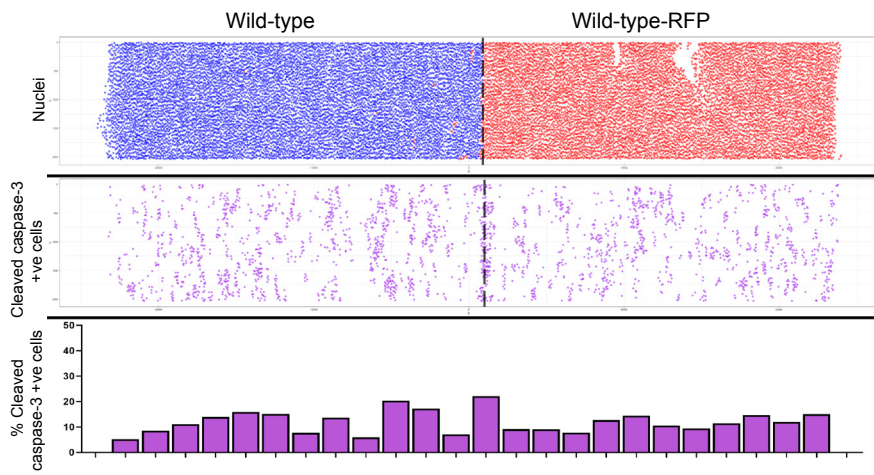 Wild-type
Wild-type-RFP
Nuclei
Cleaved caspase-3
+ve cells
% Cleaved
caspase-3 +ve cells
50
40
30
20
10
0